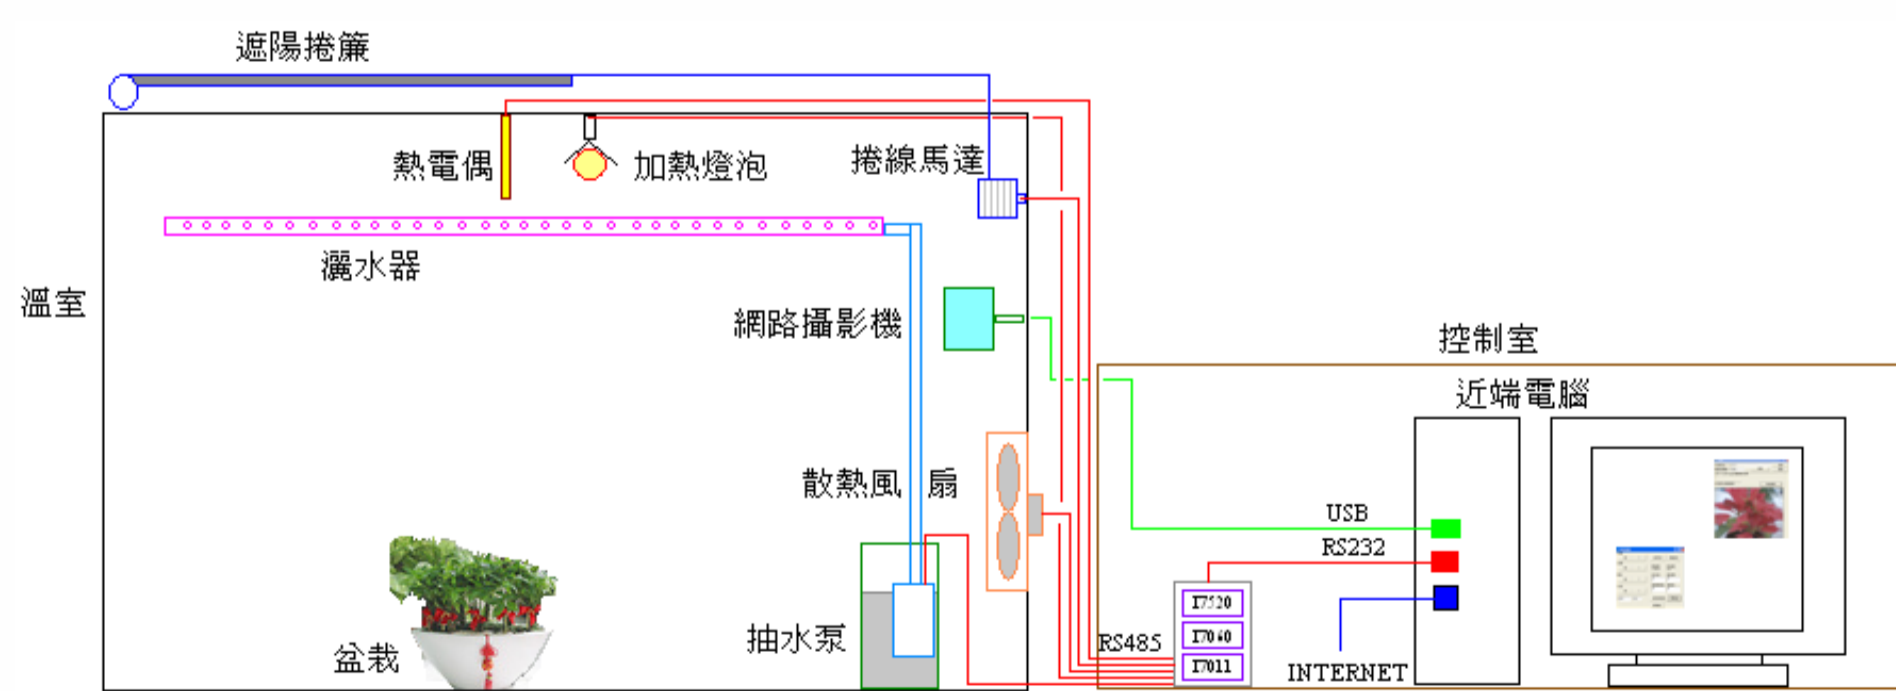 遮陽捲簾
熱電偶
加熱燈泡
捲線馬達
灑水器
溫室
網路攝影機
控制室
近端電腦
散熱風扇
USB
RS232
I7520
I7060
I7011
RS485
抽水泵
盆栽
INTERNET